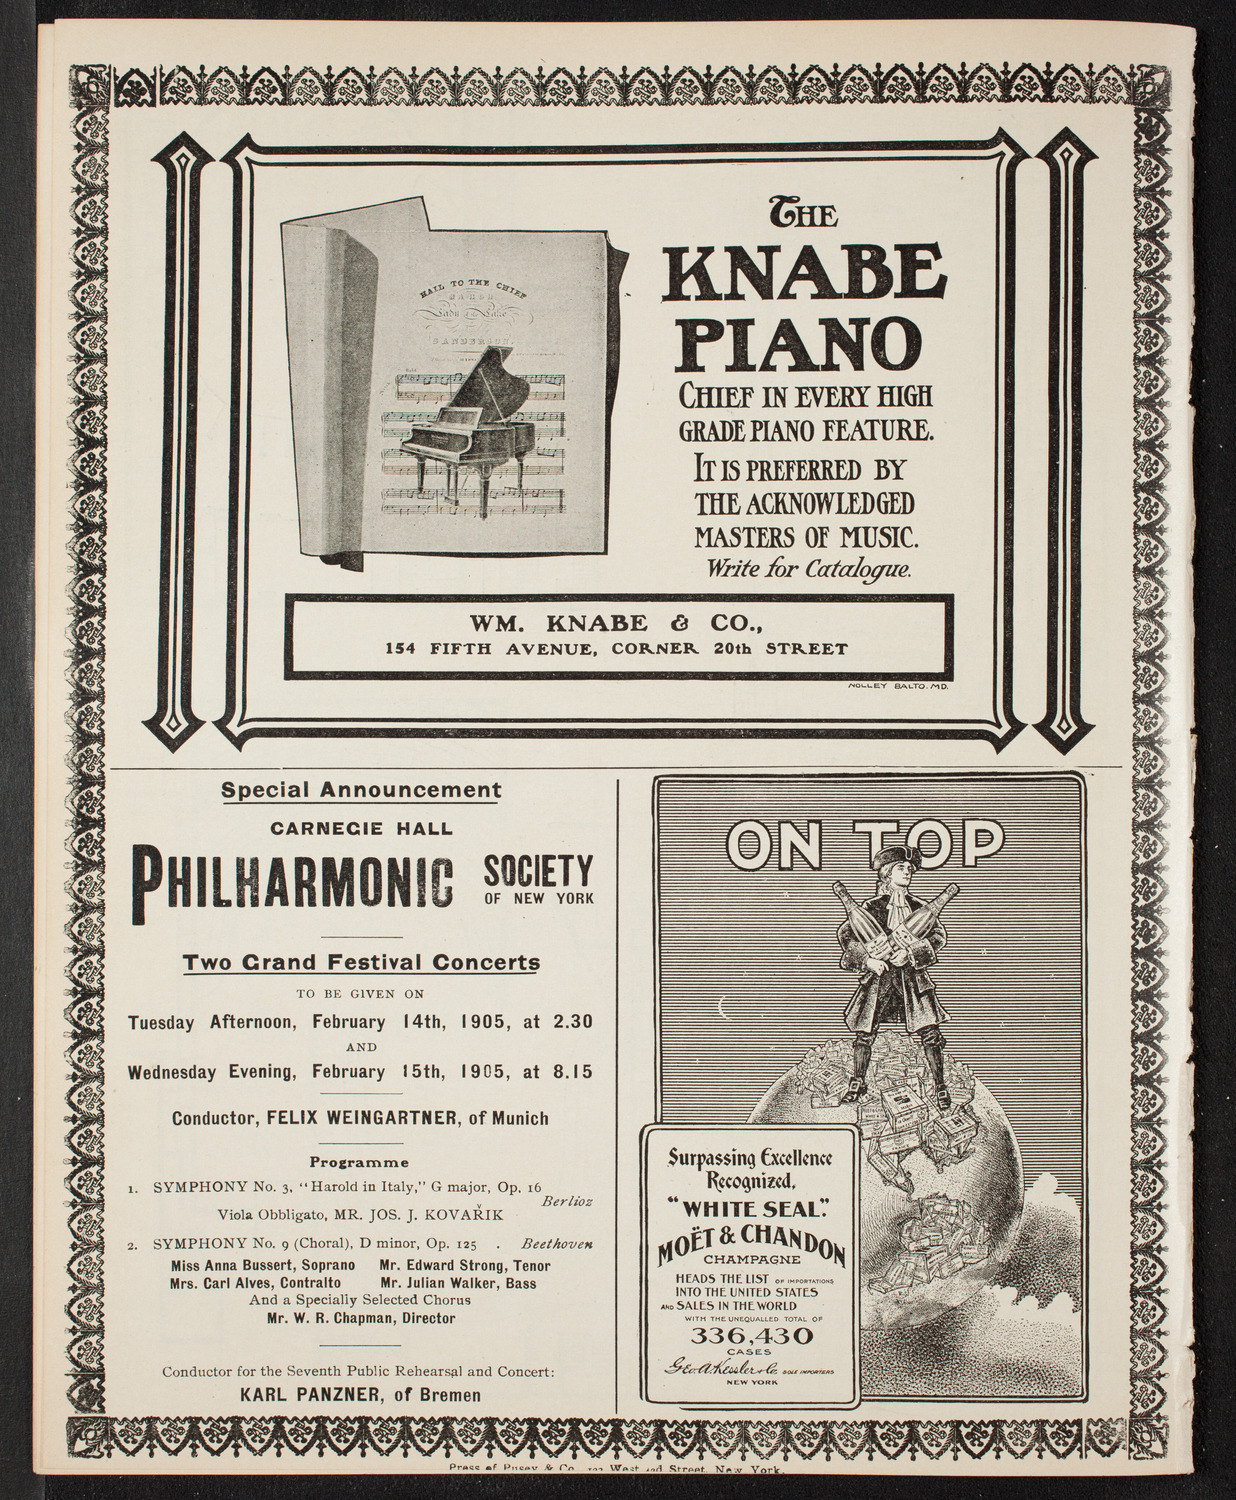 HAIL TO THE CHIEF
MARCH
Lady of the Lake
SANDERSON.
THE
KNABE
PIANO
CHIEF IN EVERY HIGH
GRADE PIANO FEATURE.
IT IS PREFERRED BY
THE ACKNOWLEDGED
MASTERS OF MUSIC.
Write for Catalogue.
WM. KNABE & CO.,
154 FIFTH AVENUE, CORNER 20th STREET
NOLLEY BALTO. MD.
Special Announcement
CARNEGIE HALL
PHILHARMONIC SOCIETY
OF NEW YORK
Two Grand Festival Concerts
TO BE GIVEN ON
Tuesday Afternoon, February 14th, 1905, at 2.30
AND
Wednesday Evening, February 15th, 1905, at 8.15
Conductor, FELIX WEINGARTNER, of Munich
Programme
1. SYMPHONY No. 3, "Harold in Italy," G major, Op. 16
Berlioz
Viola Obbligato, MR. JOS. J. KOVAŘIK
2. SYMPHONY No. 9 (Choral), D minor, Op. 125 . Beethoven
Miss Anna Bussert, Soprano Mr. Edward Strong, Tenor
Mrs. Carl Alves, Contralto Mr. Julian Walker, Bass
And a Specially Selected Chorus
Mr. W. R. Chapman, Director
Conductor for the Seventh Public Rehearsal and Concert:
KARL PANZNER, of Bremen
ON TOP
Surpassing Excellence
Recognized,
"WHITE SEAL".
MOËT & CHANDON
CHAMPAGNE
HEADS THE LIST OF IMPORTATIONS
INTO THE UNITED STATES
AND SALES IN THE WORLD
WITH THE UNEQUALLED TOTAL OF
336,430
CASES
Geo. A. Kessler & Co. SOLE IMPORTERS
NEW YORK
Press of Pusey & Co. West Street, New York.